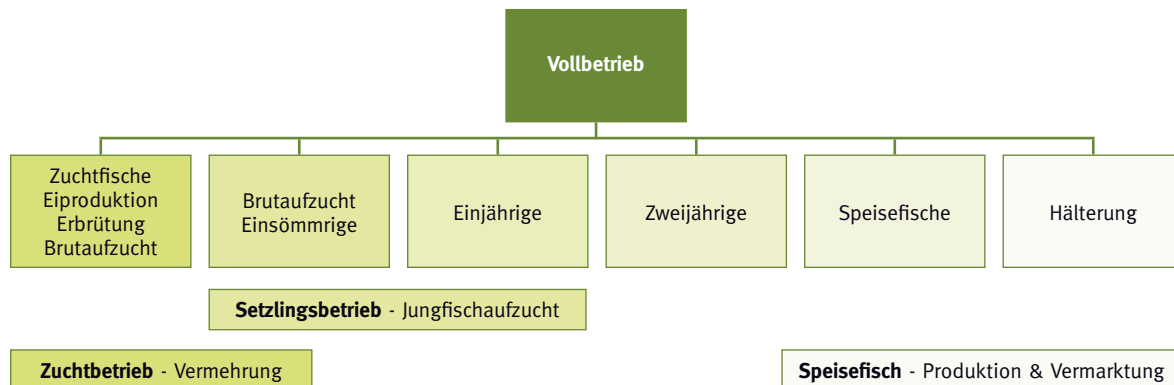 Vollbetrieb
Zuchtfische
Eiproduktion
Erbrütung
Brutaufzucht
Brutaufzucht
Einsömmrige
Einjährige
Zweijährige
Speisefische
Hälterung
Setzlingsbetrieb - Jungfischaufzucht
Zuchtbetrieb - Vermehrung
Speisefisch - Produktion & Vermarktung